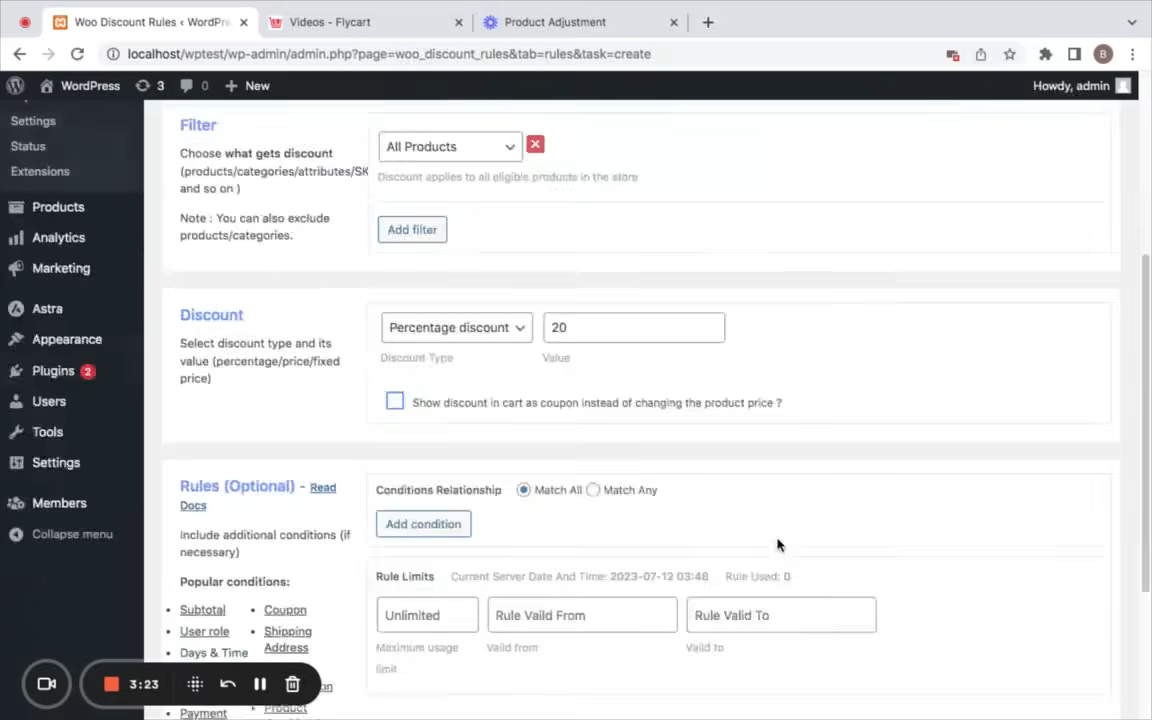 Woo Discount Rules ‹ WordPre
Videos - Flycart
Product Adjustment
localhost/wptest/wp-admin/admin.php?page=woo_discount_rules&tab=rules&task=create
B
WordPress
3
0
New
Howdy, admin
Settings
Status
Extensions
Products
Analytics
Marketing
Astra
Appearance
Plugins 2
Users
Tools
Settings
Members
Collapse menu
Filter
Choose what gets discount
(products/categories/attributes/SK
and so on )
Note : You can also exclude
products/categories.
All Products
Discount applies to all eligible products in the store
Add filter
Discount
Select discount type and its
value (percentage/price/fixed
price)
Percentage discount
20
Discount Type
Value
Show discount in cart as coupon instead of changing the product price ?
Rules (Optional) - Read
Docs
Include additional conditions (if
necessary)
Popular conditions:
• Subtotal
• User role
• Days & Time
Payment
• Coupon
• Shipping
Address
on
Product
Conditions Relationship
Match All
Match Any
Add condition
Rule Limits
Current Server Date And Time: 2023-07-12 03:48
Rule Used: 0
Unlimited
Rule Vaild From
Rule Valid To
Maximum usage
limit
Vaild from
Vaild to
3:23